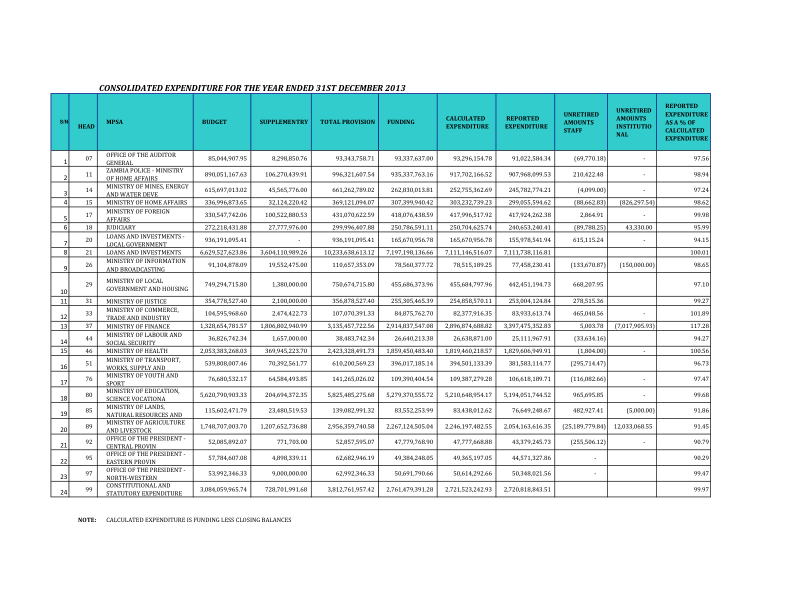 CONSOLIDATED EXPENDITURE FOR THE YEAR ENDED 31ST DECEMBER 2013
S/N HEAD MPSA BUDGET SUPPLEMENTRY TOTAL PROVISION FUNDING CALCULATED EXPENDITURE REPORTED EXPENDITURE UNRETIRED AMOUNTS STAFF UNRETIRED AMOUNTS INSTITUTIO NAL REPORTED EXPENDITURE AS A % OF CALCULATED EXPENDITURE
1 07 OFFICE OF THE AUDITOR GENERAL 85,044,907.95 8,298,850.76 93,343,758.71 93,337,637.00 93,296,154.78 91,022,584.34 (69,770.18) - 97.56
2 11 ZAMBIA POLICE - MINISTRY OF HOME AFFAIRS 890,051,167.63 106,270,439.91 996,321,607.54 935,337,763.16 917,702,166.52 907,968,099.53 210,422.48 - 98.94
3 14 MINISTRY OF MINES, ENERGY AND WATER DEVE 615,697,013.02 45,565,776.00 661,262,789.02 262,830,013.81 252,755,362.69 245,782,774.21 (4,099.00) - 97.24
4 15 MINISTRY OF HOME AFFAIRS 336,996,873.65 32,124,220.42 369,121,094.07 307,399,940.42 303,232,739.23 299,055,594.62 (88,662.83) (826,297.54) 98.62
5 17 MINISTRY OF FOREIGN AFFAIRS 330,547,742.06 100,522,880.53 431,070,622.59 418,076,438.59 417,996,517.92 417,924,262.38 2,864.91 - 99.98
6 18 JUDICIARY 272,218,431.88 27,777,976.00 299,996,407.88 250,786,591.11 250,704,625.74 240,653,240.41 (89,788.25) 43,330.00 95.99
7 20 LOANS AND INVESTMENTS - LOCAL GOVERNMENT 936,191,095.41 - 936,191,095.41 165,670,956.78 165,670,956.78 155,978,541.94 615,115.24 - 94.15
8 21 LOANS AND INVESTMENTS 6,629,527,623.86 3,604,110,989.26 10,233,638,613.12 7,197,198,136.66 7,111,146,516.07 7,111,738,116.81 100.01
9 26 MINISTRY OF INFORMATION AND BROADCASTING 91,104,878.09 19,552,475.00 110,657,353.09 78,560,377.72 78,515,189.25 77,458,230.41 (133,670.87) (150,000.00) 98.65
10 29 MINISTRY OF LOCAL GOVERNMENT AND HOUSING 749,294,715.80 1,380,000.00 750,674,715.80 455,686,373.96 455,684,797.96 442,451,194.73 668,207.95 97.10
11 31 MINISTRY OF JUSTICE 354,778,527.40 2,100,000.00 356,878,527.40 255,305,465.39 254,858,570.11 253,004,124.84 278,515.36 99.27
12 33 MINISTRY OF COMMERCE, TRADE AND INDUSTRY 104,595,968.60 2,474,422.73 107,070,391.33 84,875,762.70 82,377,916.35 83,933,613.74 465,048.56 - 101.89
13 37 MINISTRY OF FINANCE 1,328,654,781.57 1,806,802,940.99 3,135,457,722.56 2,914,837,547.08 2,896,874,688.82 3,397,475,352.83 5,003.78 (7,017,905.93) 117.28
14 44 MINISTRY OF LABOUR AND SOCIAL SECURITY 36,826,742.34 1,657,000.00 38,483,742.34 26,640,213.38 26,638,871.00 25,111,967.91 (33,634.16) - 94.27
15 46 MINISTRY OF HEALTH 2,053,383,268.03 369,945,223.70 2,423,328,491.73 1,859,450,483.40 1,819,460,218.57 1,829,606,949.91 (1,804.00) - 100.56
16 51 MINISTRY OF TRANSPORT, WORKS, SUPPLY AND 539,808,007.46 70,392,561.77 610,200,569.23 396,017,185.14 394,501,133.39 381,583,114.77 (295,714.47) 96.73
17 76 MINISTRY OF YOUTH AND SPORT 76,680,532.17 64,584,493.85 141,265,026.02 109,390,404.54 109,387,279.28 106,618,189.71 (116,082.66) - 97.47
18 80 MINISTRY OF EDUCATION, SCIENCE VOCATIONA 5,620,790,903.33 204,694,372.35 5,825,485,275.68 5,279,370,555.72 5,210,648,954.17 5,194,051,744.52 965,695.85 - 99.68
19 85 MINISTRY OF LANDS, NATURAL RESOURCES AND 115,602,471.79 23,480,519.53 139,082,991.32 83,552,253.99 83,438,012.62 76,649,248.67 482,927.41 (5,000.00) 91.86
20 89 MINISTRY OF AGRICULTURE AND LIVESTOCK 1,748,707,003.70 1,207,652,736.88 2,956,359,740.58 2,267,124,505.04 2,246,197,482.55 2,054,163,616.35 (25,189,779.84) 12,033,068.55 91.45
21 92 OFFICE OF THE PRESIDENT - CENTRAL PROVIN 52,085,892.07 771,703.00 52,857,595.07 47,779,768.90 47,777,668.88 43,379,245.73 (255,506.12) - 90.79
22 95 OFFICE OF THE PRESIDENT - EASTERN PROVIN 57,784,607.08 4,898,339.11 62,682,946.19 49,384,248.05 49,365,197.05 44,571,327.86 - 90.29
23 97 OFFICE OF THE PRESIDENT - NORTH-WESTERN 53,992,346.33 9,000,000.00 62,992,346.33 50,691,790.66 50,614,292.66 50,348,021.56 - 99.47
24 99 CONSTITUTIONAL AND STATUTORY EXPENDITURE 3,084,059,965.74 728,701,991.68 3,812,761,957.42 2,761,479,391.28 2,721,523,242.93 2,720,818,843.51 - 99.97
NOTE: CALCULATED EXPENDITURE IS FUNDING LESS CLOSING BALANCES